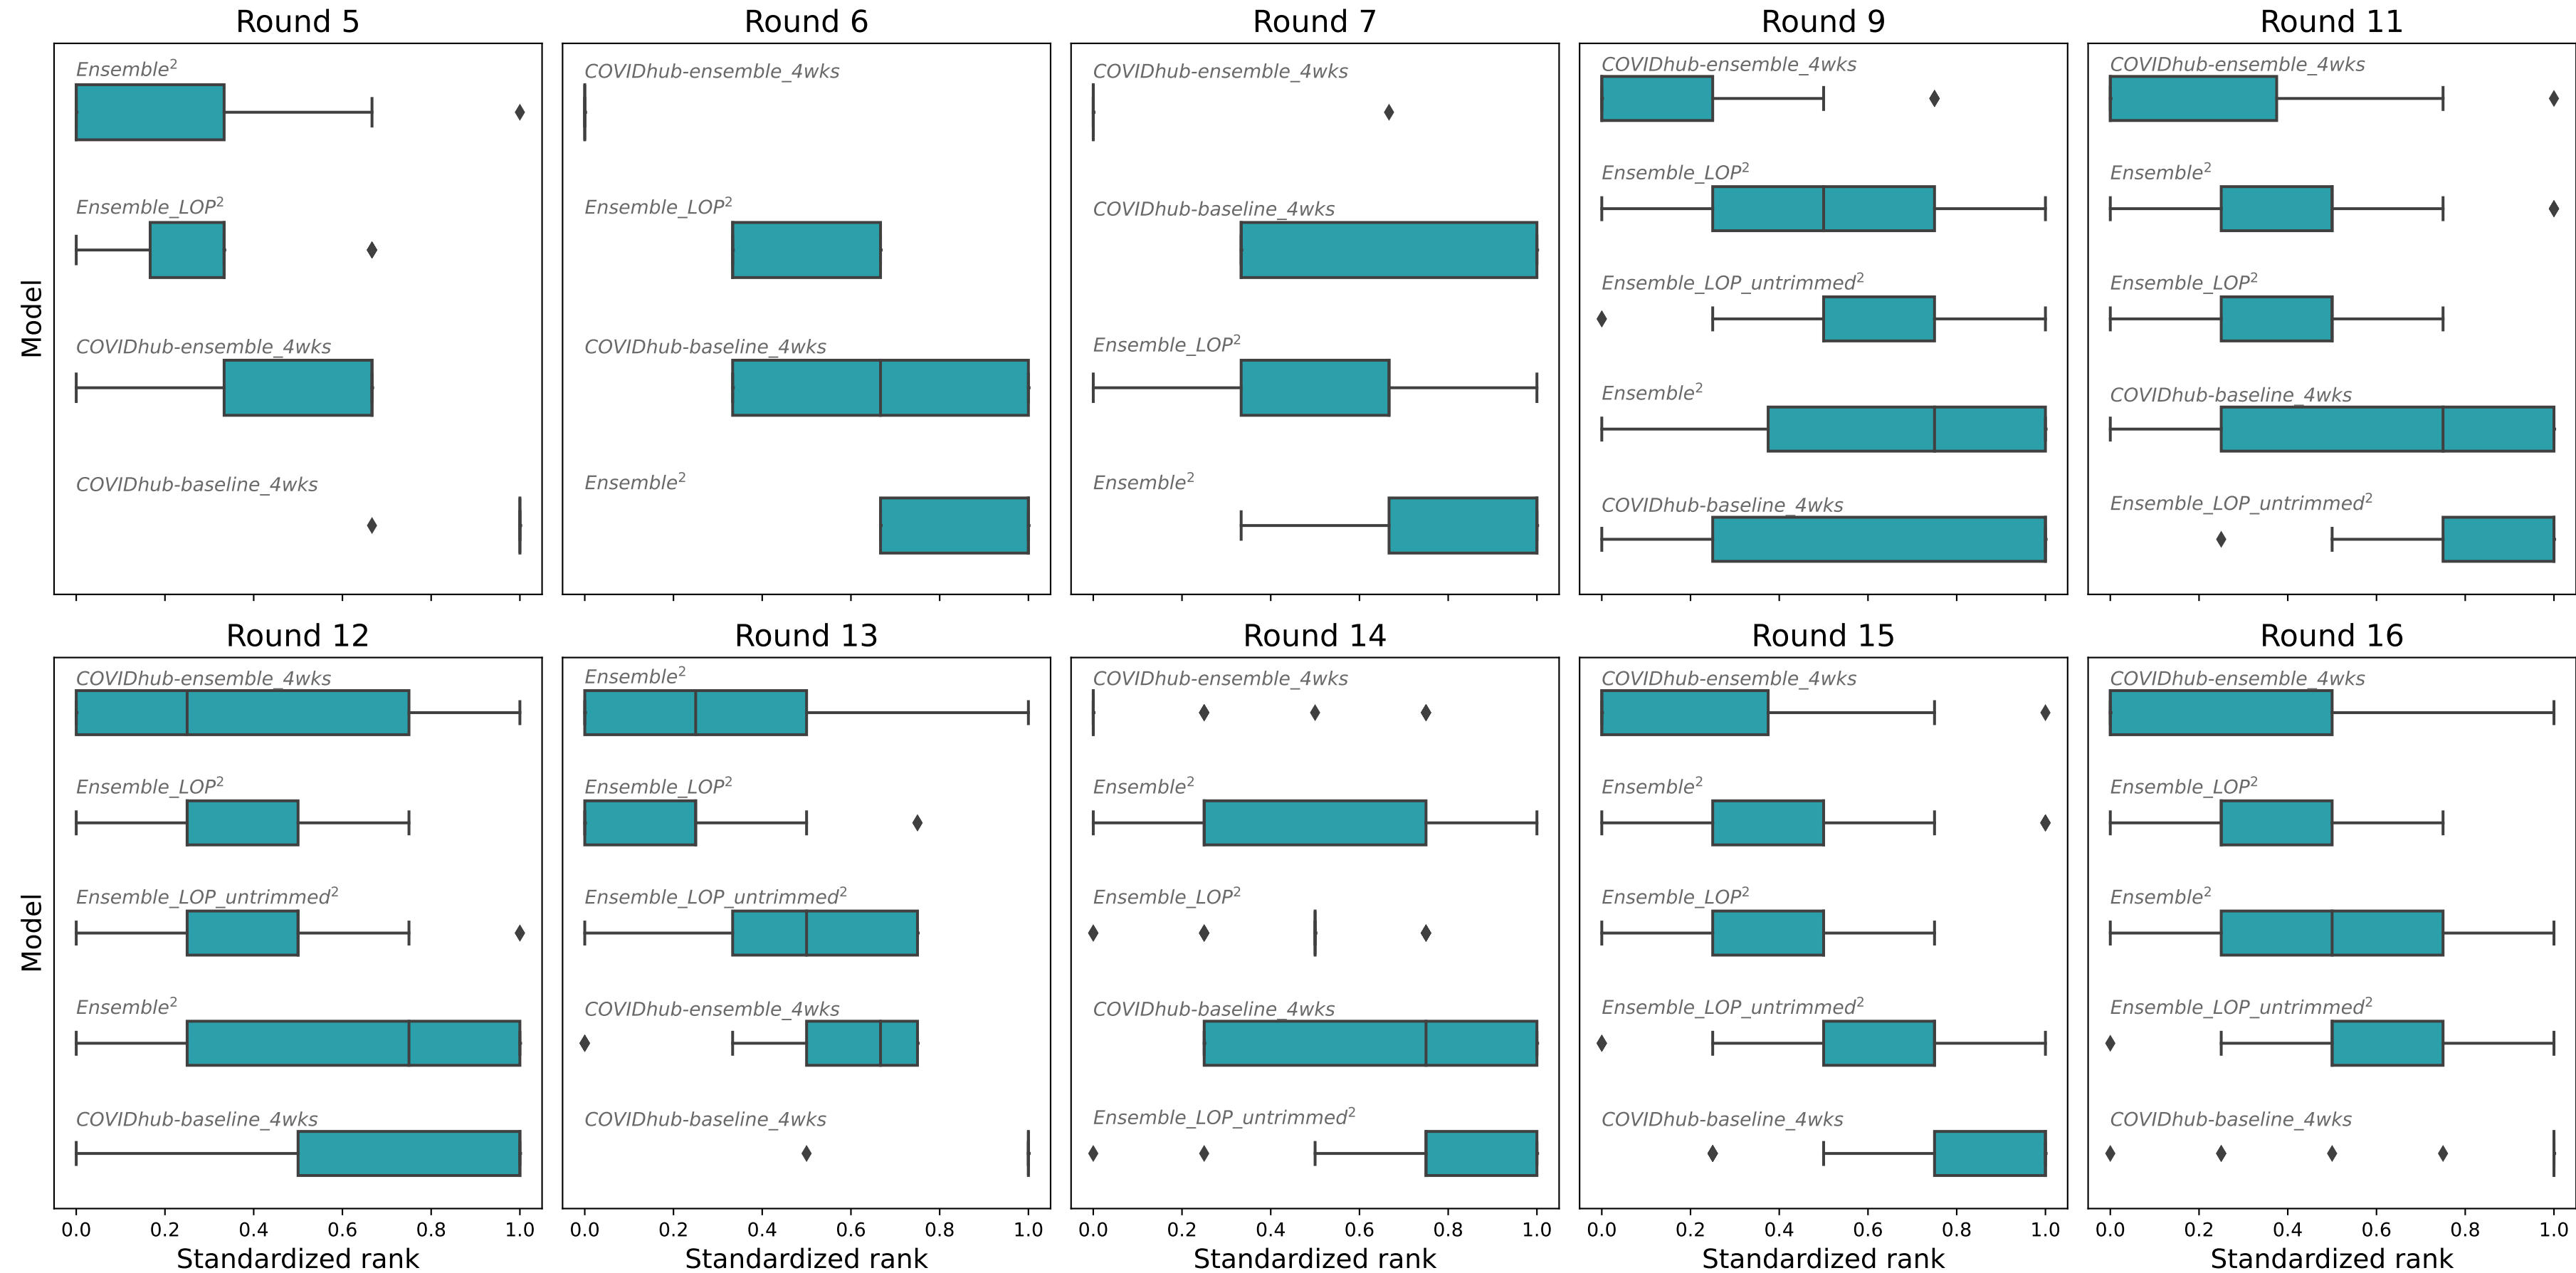 Round 5
Round 6
Round 7
Round 9
Round 11
Model
Ensemble²
Ensemble_LOP²
COVIDhub-ensemble_4wks
COVIDhub-baseline_4wks
COVIDhub-ensemble_4wks
Ensemble_LOP²
COVIDhub-baseline_4wks
Ensemble²
COVIDhub-ensemble_4wks
COVIDhub-baseline_4wks
Ensemble_LOP²
Ensemble²
COVIDhub-ensemble_4wks
Ensemble_LOP²
Ensemble_LOP_untrimmed²
Ensemble²
COVIDhub-baseline_4wks
COVIDhub-ensemble_4wks
Ensemble²
Ensemble_LOP²
COVIDhub-baseline_4wks
Ensemble_LOP_untrimmed²
Round 12
Round 13
Round 14
Round 15
Round 16
Model
COVIDhub-ensemble_4wks
Ensemble_LOP²
Ensemble_LOP_untrimmed²
Ensemble²
COVIDhub-baseline_4wks
0.0 0.2 0.4 0.6 0.8 1.0
Standardized rank
Ensemble²
Ensemble_LOP²
Ensemble_LOP_untrimmed²
COVIDhub-ensemble_4wks
COVIDhub-baseline_4wks
0.0 0.2 0.4 0.6 0.8 1.0
Standardized rank
COVIDhub-ensemble_4wks
Ensemble²
Ensemble_LOP²
COVIDhub-baseline_4wks
Ensemble_LOP_untrimmed²
0.0 0.2 0.4 0.6 0.8 1.0
Standardized rank
COVIDhub-ensemble_4wks
Ensemble²
Ensemble_LOP²
Ensemble_LOP_untrimmed²
COVIDhub-baseline_4wks
0.0 0.2 0.4 0.6 0.8 1.0
Standardized rank
COVIDhub-ensemble_4wks
Ensemble_LOP²
Ensemble²
Ensemble_LOP_untrimmed²
COVIDhub-baseline_4wks
0.0 0.2 0.4 0.6 0.8 1.0
Standardized rank